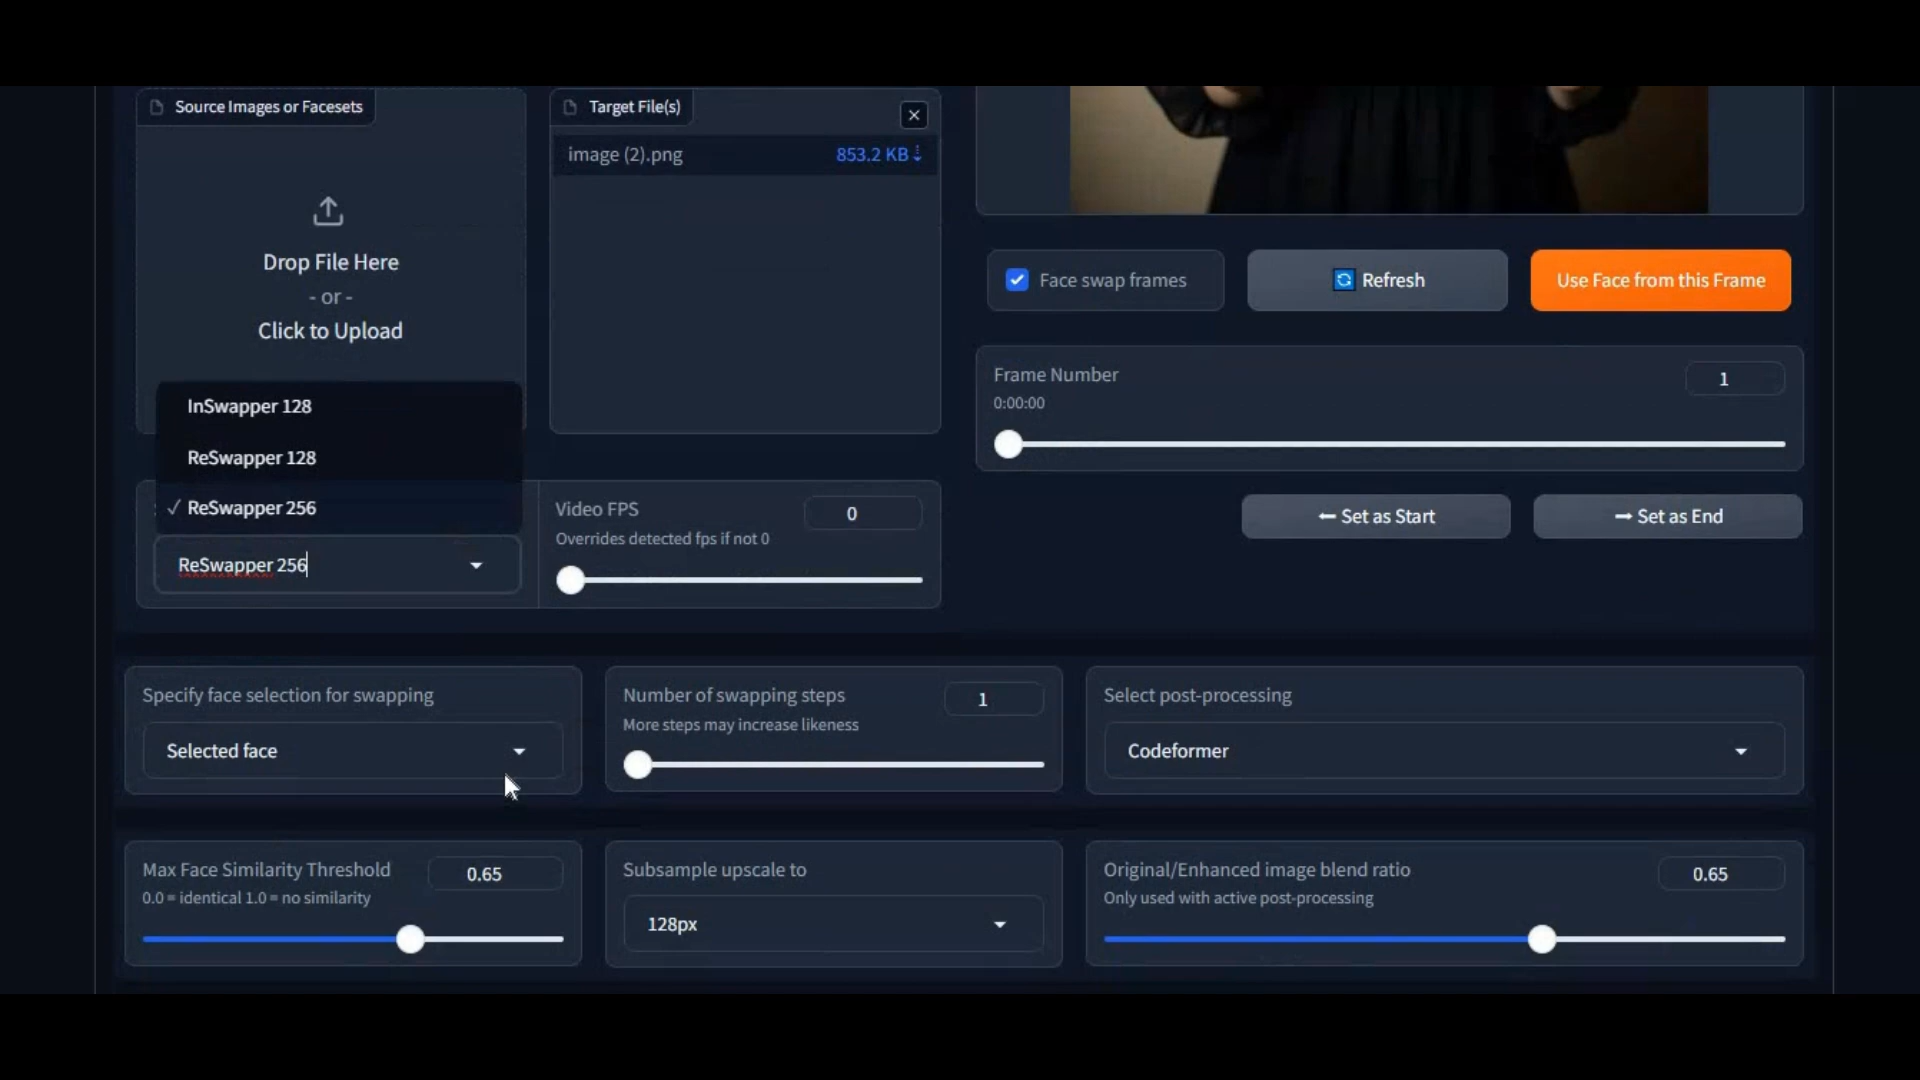 Source Images or Facesets
Target File(s)
image (2).png
853.2 KB ⇣
Drop File Here
- or -
Click to Upload
Face swap frames
Refresh
Use Face from this Frame
Frame Number
1
0:00:00
InSwapper 128
ReSwapper 128
✓ ReSwapper 256
ReSwapper 256
Video FPS
0
Overrides detected fps if not 0
⬅ Set as Start
➡ Set as End
Specify face selection for swapping
Selected face
Number of swapping steps
1
More steps may increase likeness
Select post-processing
Codeformer
Max Face Similarity Threshold
0.65
0.0 = identical 1.0 = no similarity
Subsample upscale to
128px
Original/Enhanced image blend ratio
0.65
Only used with active post-processing